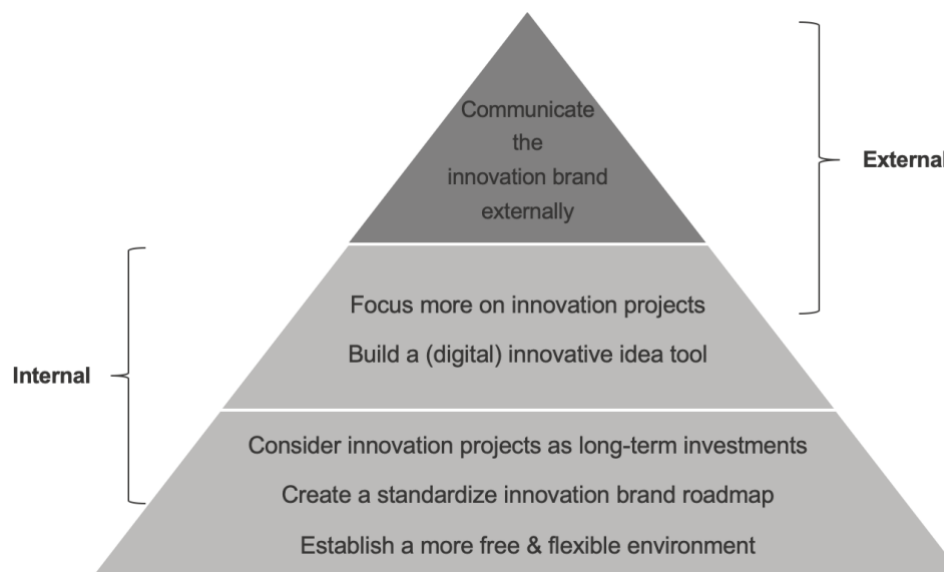 Communicate
the
innovation brand
externally
External
Focus more on innovation projects
Build a (digital) innovative idea tool
Internal
Consider innovation projects as long-term investments
Create a standardize innovation brand roadmap
Establish a more free & flexible environment